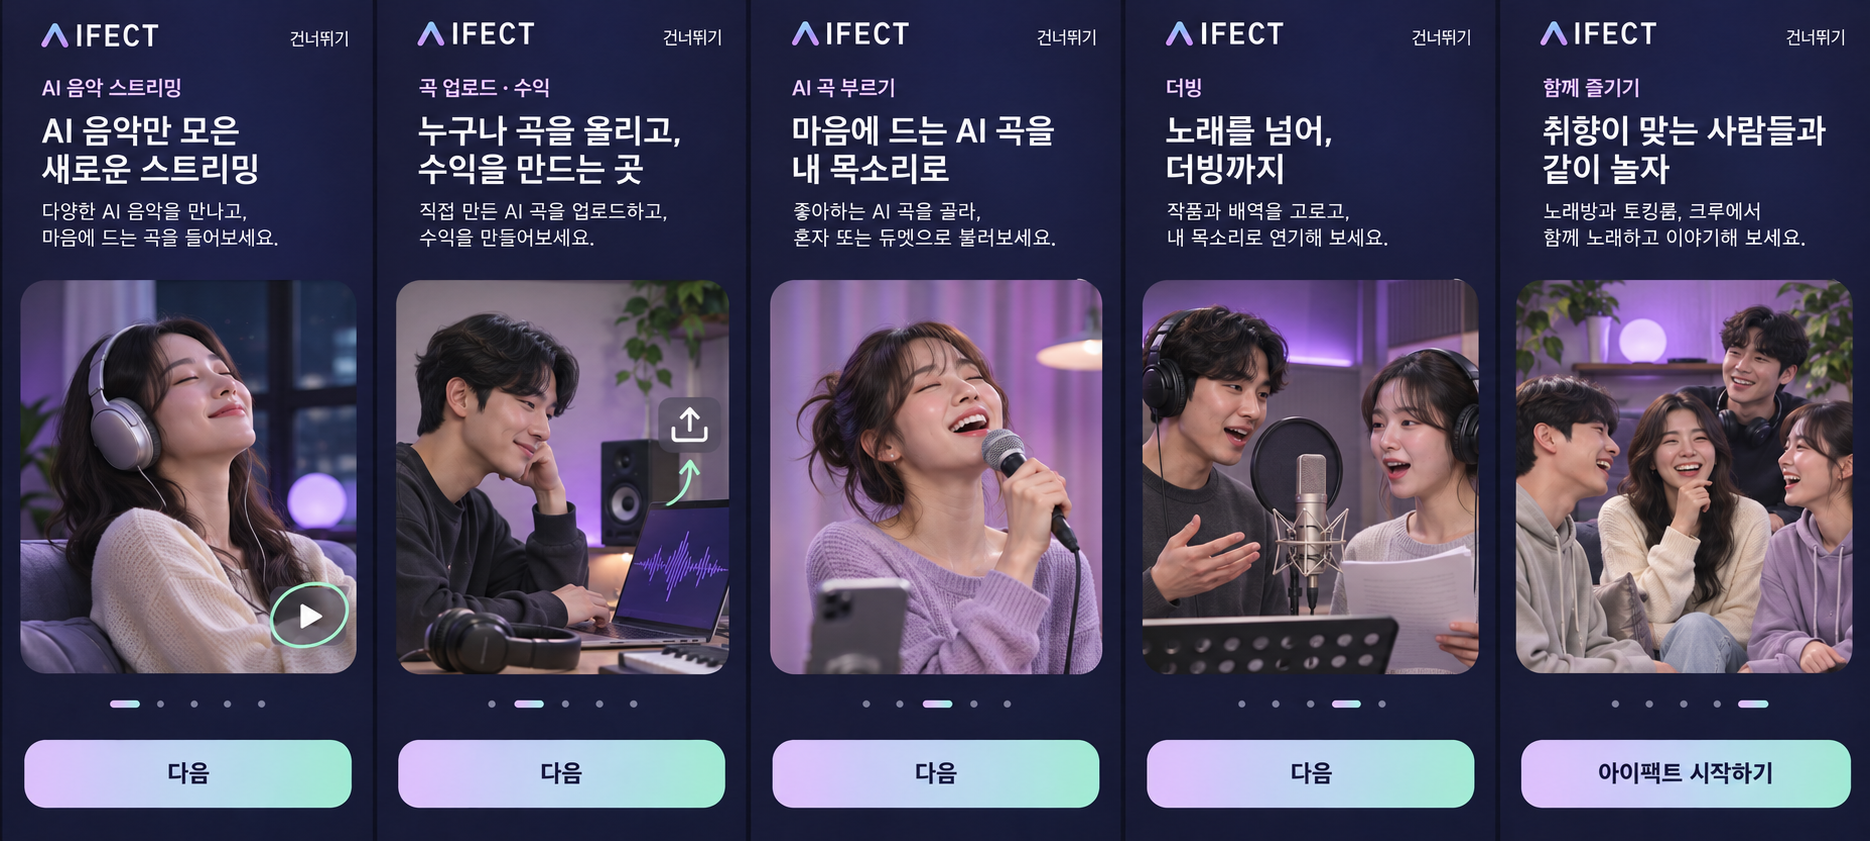 AIFECT
건너뛰기
AI 음악 스트리밍
AI 음악만 모은
새로운 스트리밍
다양한 AI 음악을 만나고,
마음에 드는 곡을 들어보세요.
다음
AIFECT
건너뛰기
곡 업로드 · 수익
누구나 곡을 올리고,
수익을 만드는 곳
직접 만든 AI 곡을 업로드하고,
수익을 만들어보세요.
다음
AIFECT
건너뛰기
AI 곡 부르기
마음에 드는 AI 곡을
내 목소리로
좋아하는 AI 곡을 골라,
혼자 또는 듀엣으로 불러보세요.
다음
AIFECT
건너뛰기
더빙
노래를 넘어,
더빙까지
작품과 배역을 고로고,
내 목소리로 연기해 보세요.
다음
AIFECT
건너뛰기
함께 즐기기
취향이 맞는 사람들과
같이 놀자
노래방과 토킹룸, 크루에서
함께 노래하고 이야기해 보세요.
아이팩트 시작하기